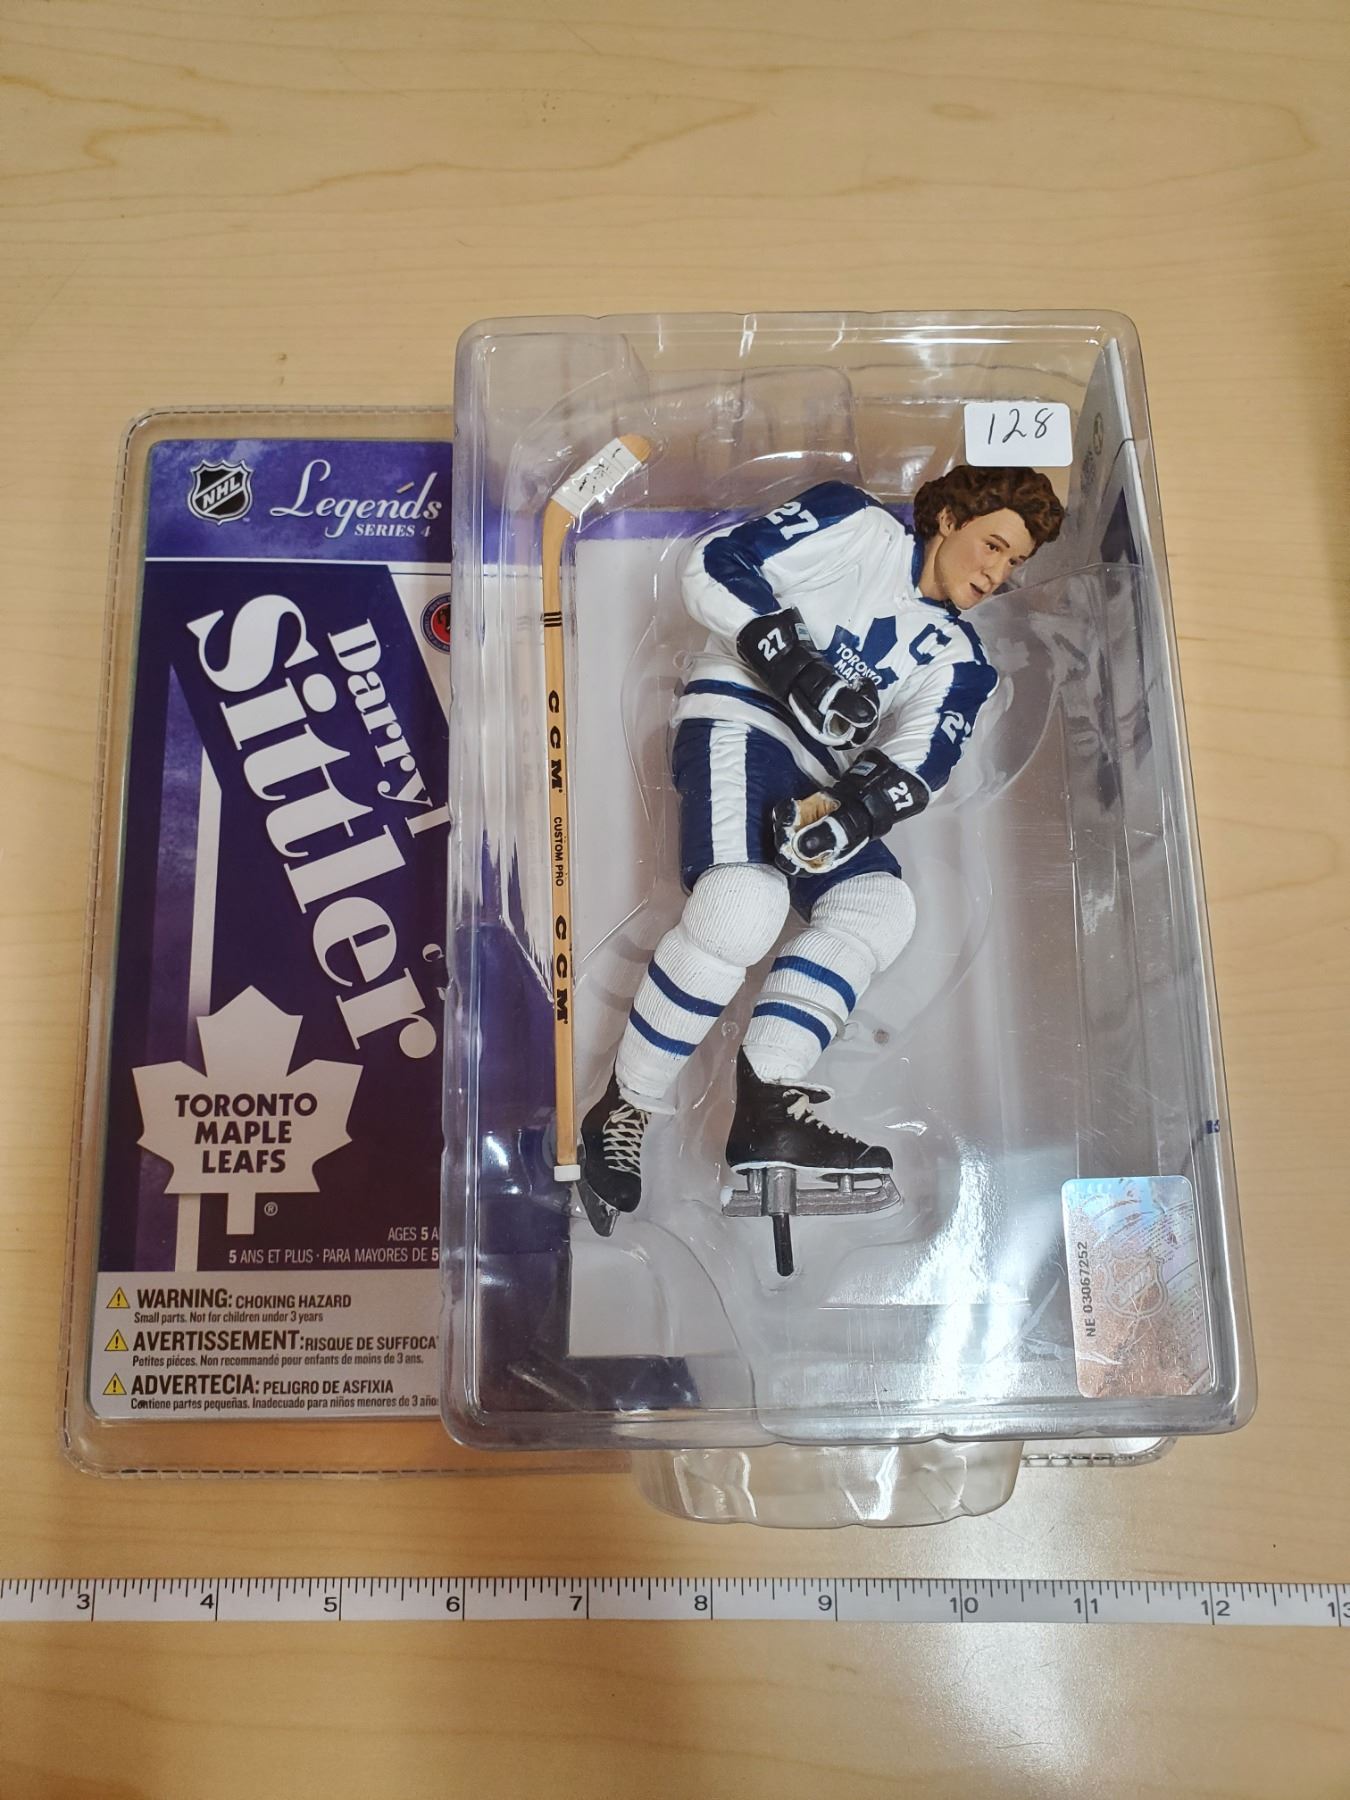 128
NHL
Legends
SERIES 4
Darryl
Sittler
C
TORONTO
MAPLE
LEAFS
®
AGES 5 A
5 ANS ET PLUS · PARA MAYORES DE 5
WARNING: CHOKING HAZARD
Small parts. Not for children under 3 years
AVERTISSEMENT: RISQUE DE SUFFOCA
Petites pièces. Non recommandé pour enfants de moins de 3 ans.
ADVERTECIA: PELIGRO DE ASFIXIA
Contiene partes pequeñas. Inadecuado para niños menores de 3 año
CCM
CUSTOM PRO
CCM
27
C
TORONTO
27
27
27
NE 03067252
3 4 5 6 7 8 9 10 11 12